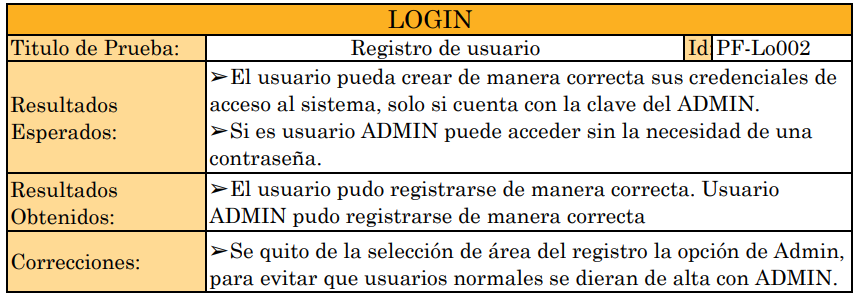 LOGIN
Titulo de Prueba: Registro de usuario Id: PF-Lo002
Resultados Esperados:
➢El usuario pueda crear de manera correcta sus credenciales de
acceso al sistema, solo si cuenta con la clave del ADMIN.
➢Si es usuario ADMIN puede acceder sin la necesidad de una
contraseña.
Resultados Obtenidos:
➢El usuario pudo registrarse de manera correcta. Usuario
ADMIN pudo registrarse de manera correcta
Correcciones:
➢Se quito de la selección de área del registro la opción de Admin,
para evitar que usuarios normales se dieran de alta con ADMIN.